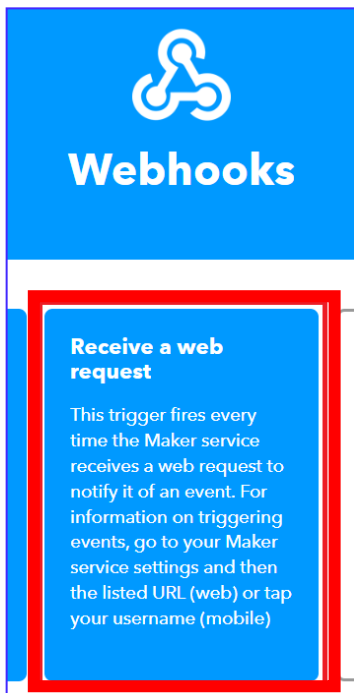 Webhooks
Receive a web
request
This trigger fires every
time the Maker service
receives a web request to
notify it of an event. For
information on triggering
events, go to your Maker
service settings and then
the listed URL (web) or tap
your username (mobile)